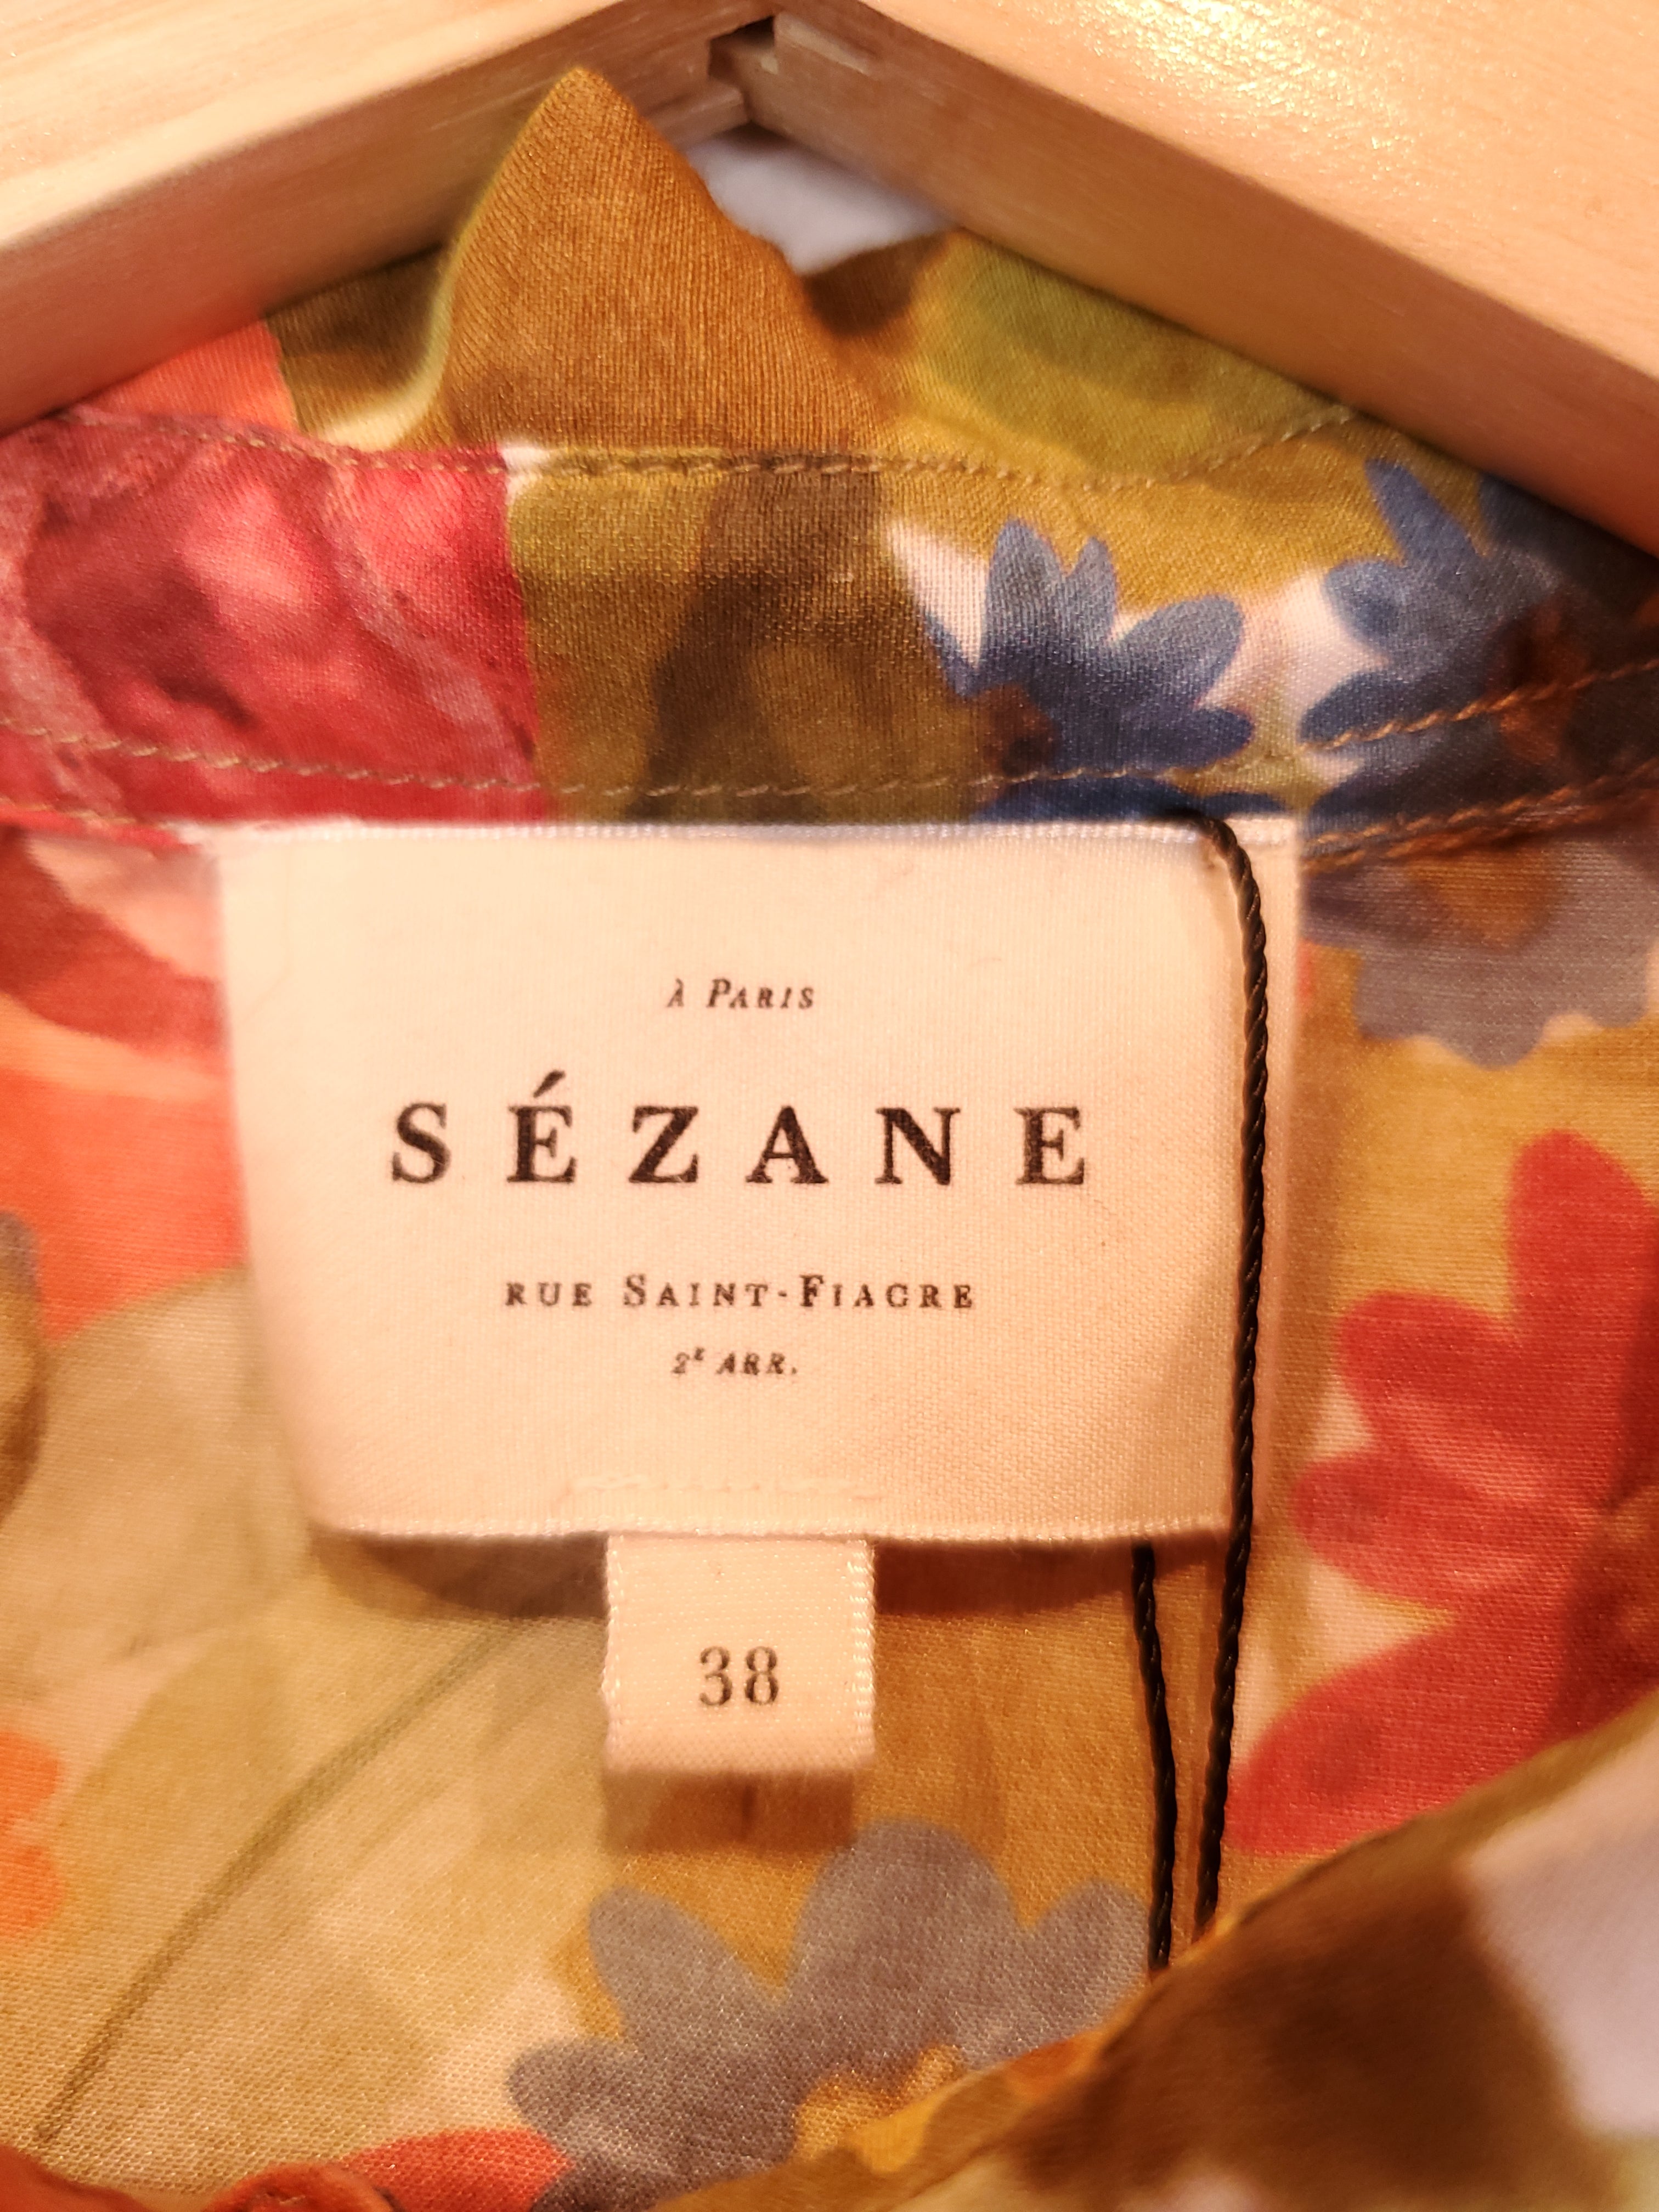 À PARIS
SÉZANE
RUE SAINT-FIACRE
2E ARR.
38